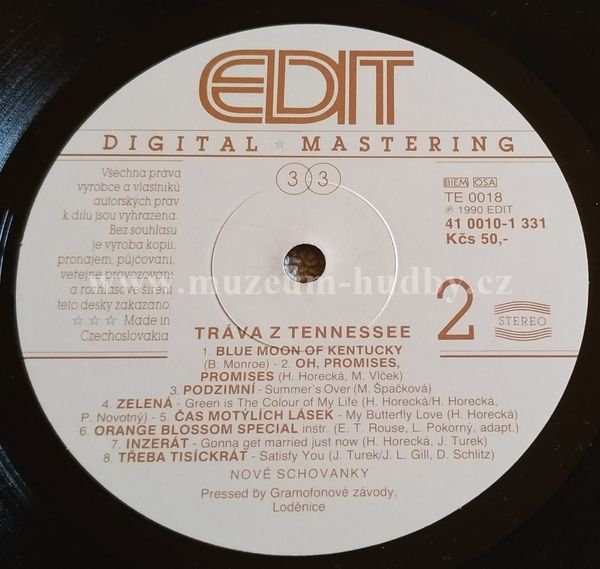 EDIT
DIGITAL ☆ MASTERING
33
Všechna práva
výrobce a vlastníků
autorských práv
k dílu jsou vyhrazena.
Bez souhlasu
je výroba kopií,
pronájem, půjčování,
veřejné provozování
a rozhlasové šíření
této desky zakázáno.
☆ ☆ ☆ Made in
Czechoslovakia
BIEM OSA
TE 0018
℗ 1990 EDIT
41 0010-1 331
Kčs 50,-
2
STEREO
www.muzeum-hudby.cz
TRÁVA Z TENNESSEE
1. BLUE MOON OF KENTUCKY
(B. Monroe) - 2. OH, PROMISES,
PROMISES (H. Horecká, M. Vlček)
3. PODZIMNÍ - Summer's Over (M. Špačková)
4. ZELENÁ - Green is The Colour of My Life (H. Horecká/H. Horecká,
P. Novotný) - 5. ČAS MOTÝLÍCH LÁSEK - My Butterfly Love (H. Horecká)
6. ORANGE BLOSSOM SPECIAL instr. (E. T. Rouse, L. Pokorný, adapt.)
7. INZERÁT - Gonna get married just now (H. Horecká, J. Turek)
8. TŘEBA TISÍCKRÁT - Satisfy You (J. Turek/J. L. Gill, D. Schlitz)
NOVÉ SCHOVANKY
Pressed by Gramofonové závody,
Loděnice